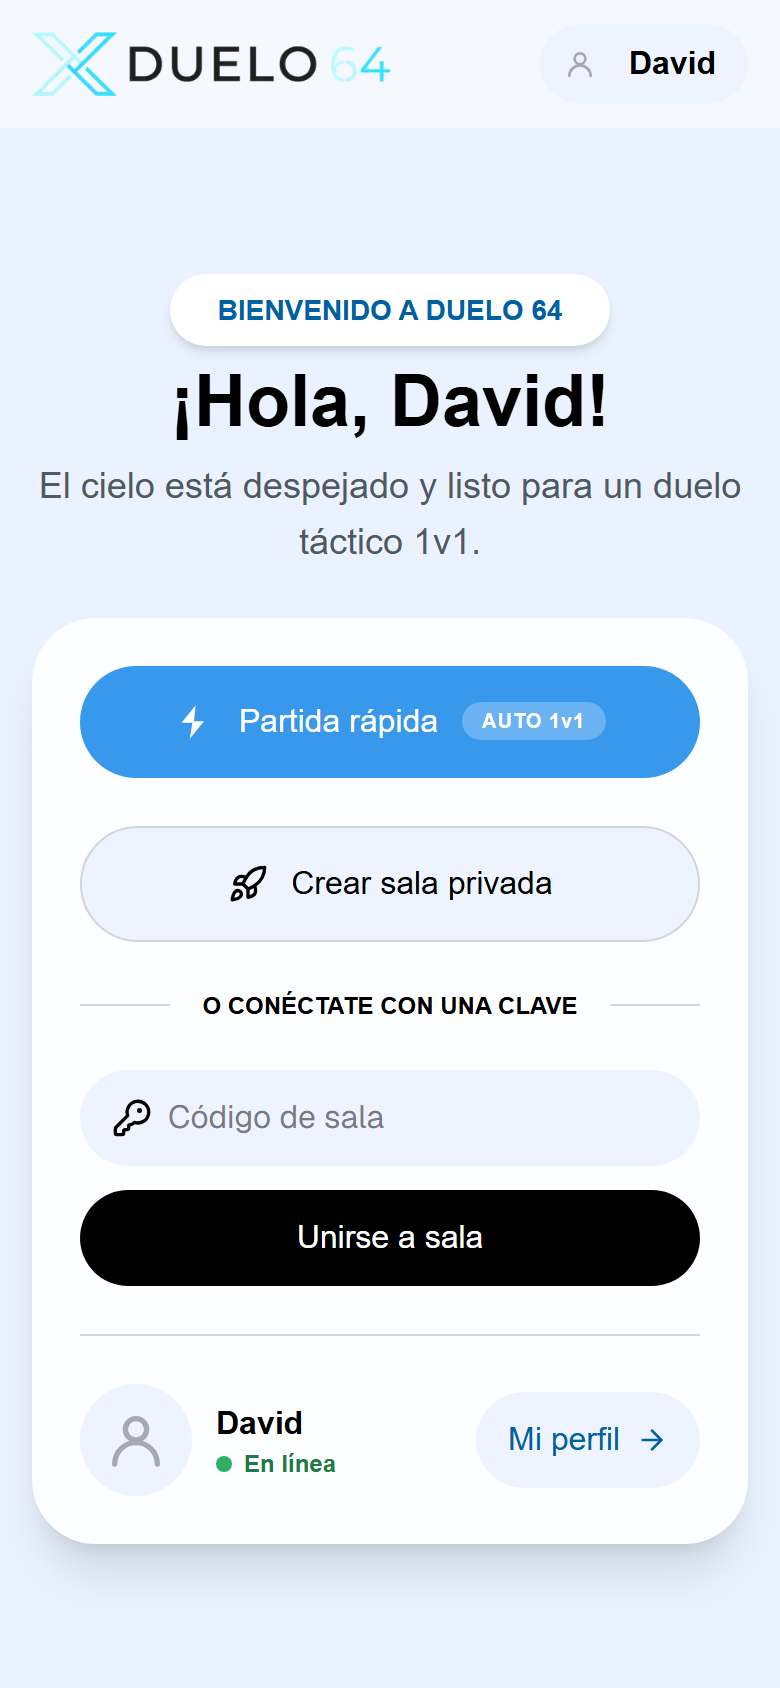 DUELO 64
David
BIENVENIDO A DUELO 64
¡Hola, David!
El cielo está despejado y listo para un duelo
táctico 1v1.
Partida rápida AUTO 1v1
Crear sala privada
O CONÉCTATE CON UNA CLAVE
Código de sala
Unirse a sala
David
En línea
Mi perfil